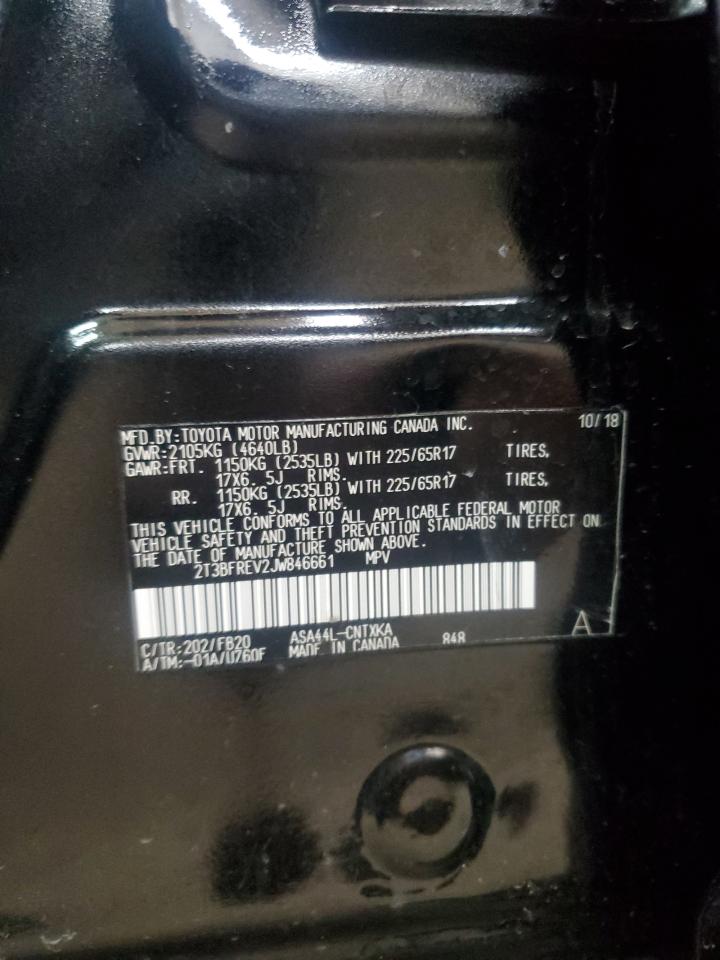 MFD.BY:TOYOTA MOTOR MANUFACTURING CANADA INC. 10/18
GVWR:2105KG (4640LB)
GAWR:FRT. 1150KG (2535LB) WITH 225/65R17 TIRES,
17X6. 5J RIMS.
RR. 1150KG (2535LB) WITH 225/65R17 TIRES,
17X6. 5J RIMS.
THIS VEHICLE CONFORMS TO ALL APPLICABLE FEDERAL MOTOR
VEHICLE SAFETY AND THEFT PREVENTION STANDARDS IN EFFECT ON
THE DATE OF MANUFACTURE SHOWN ABOVE.
2T3BFREV2JW846661 MPV
A
C/TR:202/FB20 ASA44L-CNTXKA 848
A/TM:-01A/U760F MADE IN CANADA